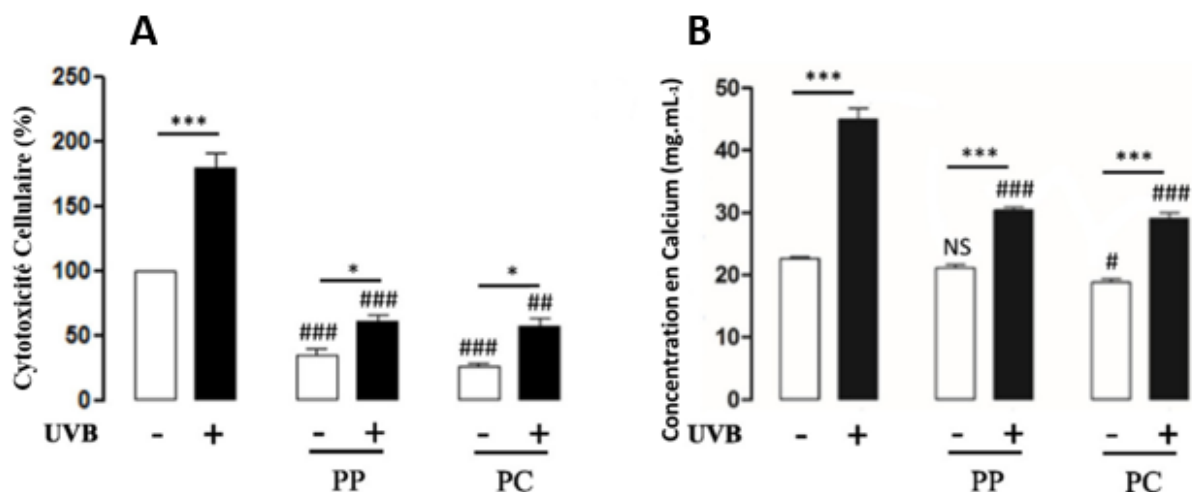 A
Cytotoxicité Cellulaire (%)
250
200
150
100
50
0
***
*
*
###
###
###
##
UVB - + - + - +
PP PC
B
Concentration en Calcium (mg.mL-1)
50
40
30
20
10
0
***
***
***
NS
###
#
###
UVB - + - + - +
PP PC